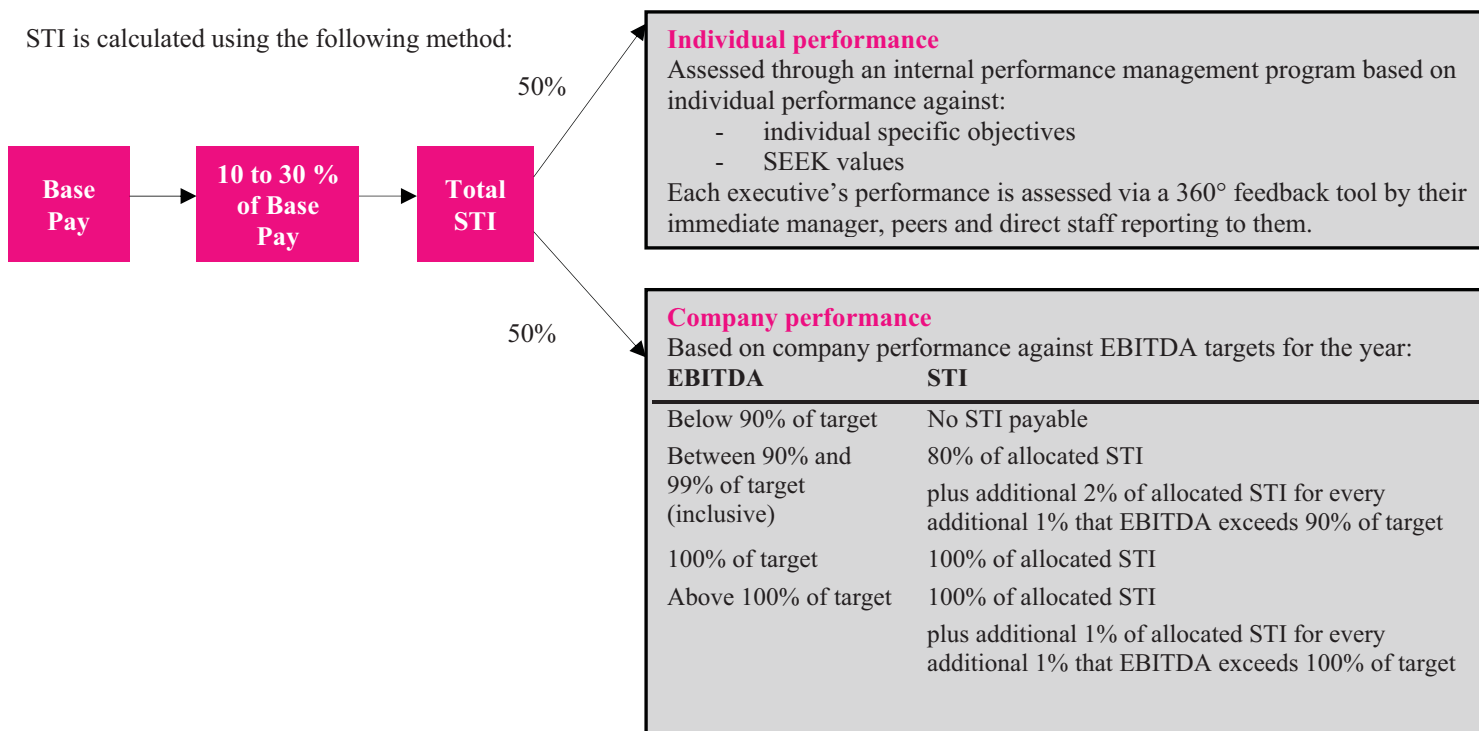 STI is calculated using the following method:
50%
Base
Pay
10 to 30 %
of Base
Pay
Total
STI
50%
Individual performance
Assessed through an internal performance management program based on
individual performance against:
- individual specific objectives
- SEEK values
Each executive's performance is assessed via a 360° feedback tool by their
immediate manager, peers and direct staff reporting to them.
Company performance
Based on company performance against EBITDA targets for the year:
EBITDA STI
Below 90% of target No STI payable
Between 90% and 80% of allocated STI
99% of target plus additional 2% of allocated STI for every
(inclusive) additional 1% that EBITDA exceeds 90% of target
100% of target 100% of allocated STI
Above 100% of target 100% of allocated STI
plus additional 1% of allocated STI for every
additional 1% that EBITDA exceeds 100% of target